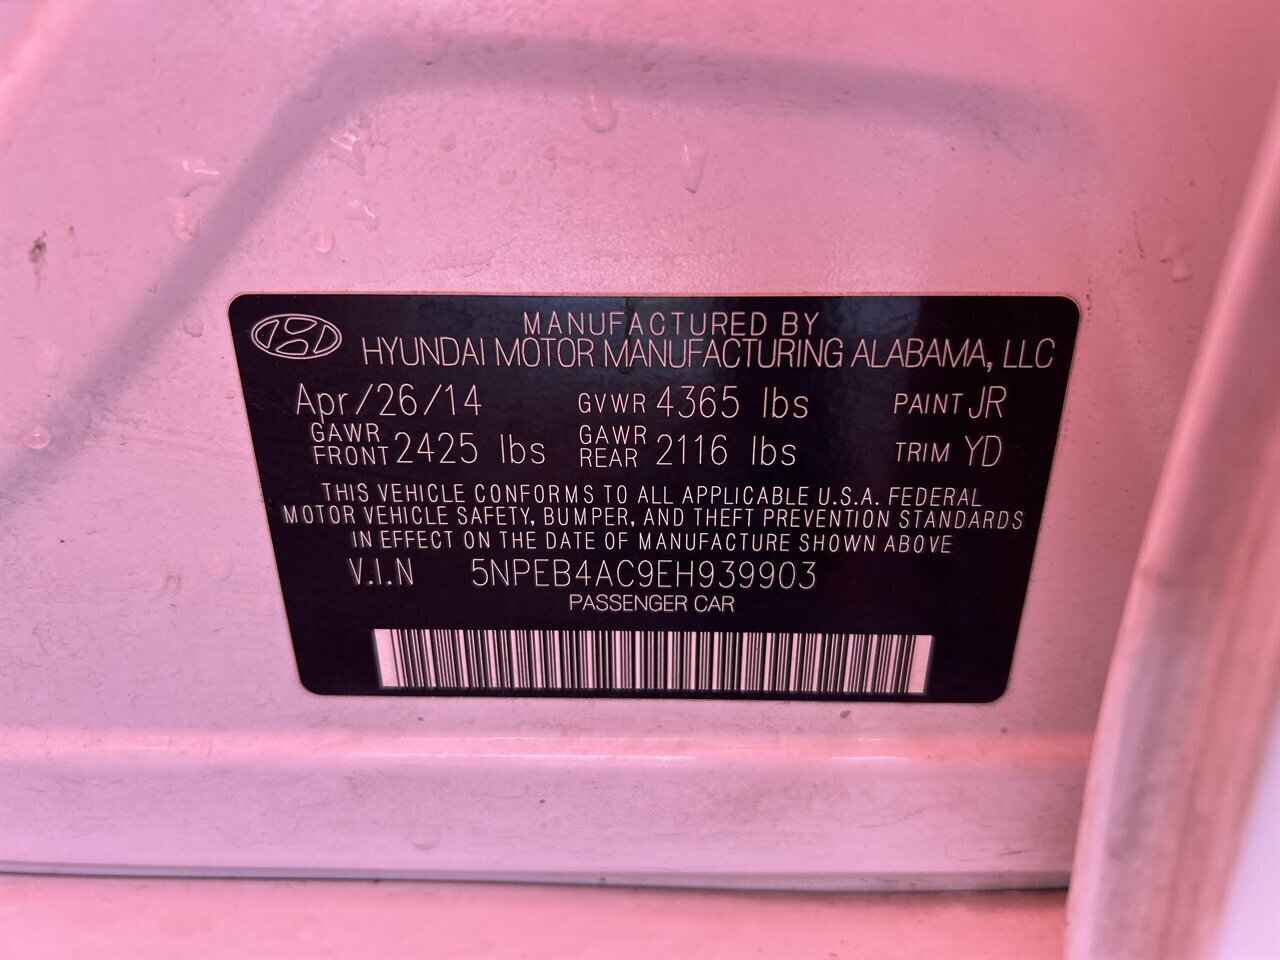 MANUFACTURED BY
HYUNDAI MOTOR MANUFACTURING ALABAMA, LLC
Apr/26/14 GVWR 4365 lbs PAINT JR
GAWR FRONT 2425 lbs GAWR REAR 2116 lbs TRIM YD
THIS VEHICLE CONFORMS TO ALL APPLICABLE U.S.A. FEDERAL
MOTOR VEHICLE SAFETY, BUMPER, AND THEFT PREVENTION STANDARDS
IN EFFECT ON THE DATE OF MANUFACTURE SHOWN ABOVE
V.I.N 5NPEB4AC9EH939903
PASSENGER CAR